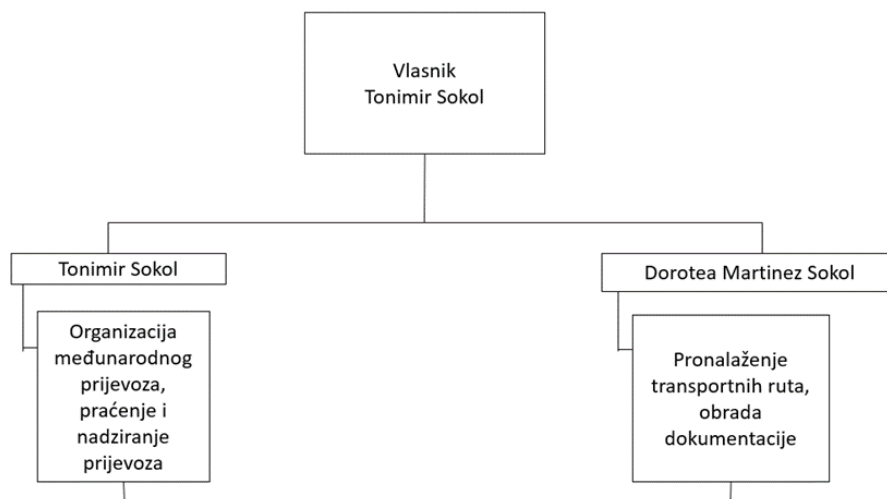 Vlasnik
Tonimir Sokol
Tonimir Sokol
Dorotea Martinez Sokol
Organizacija
međunarodnog
prijevoza,
praćenje i
nadziranje
prijevoza
Pronalaženje
transportnih ruta,
obrada
dokumentacije